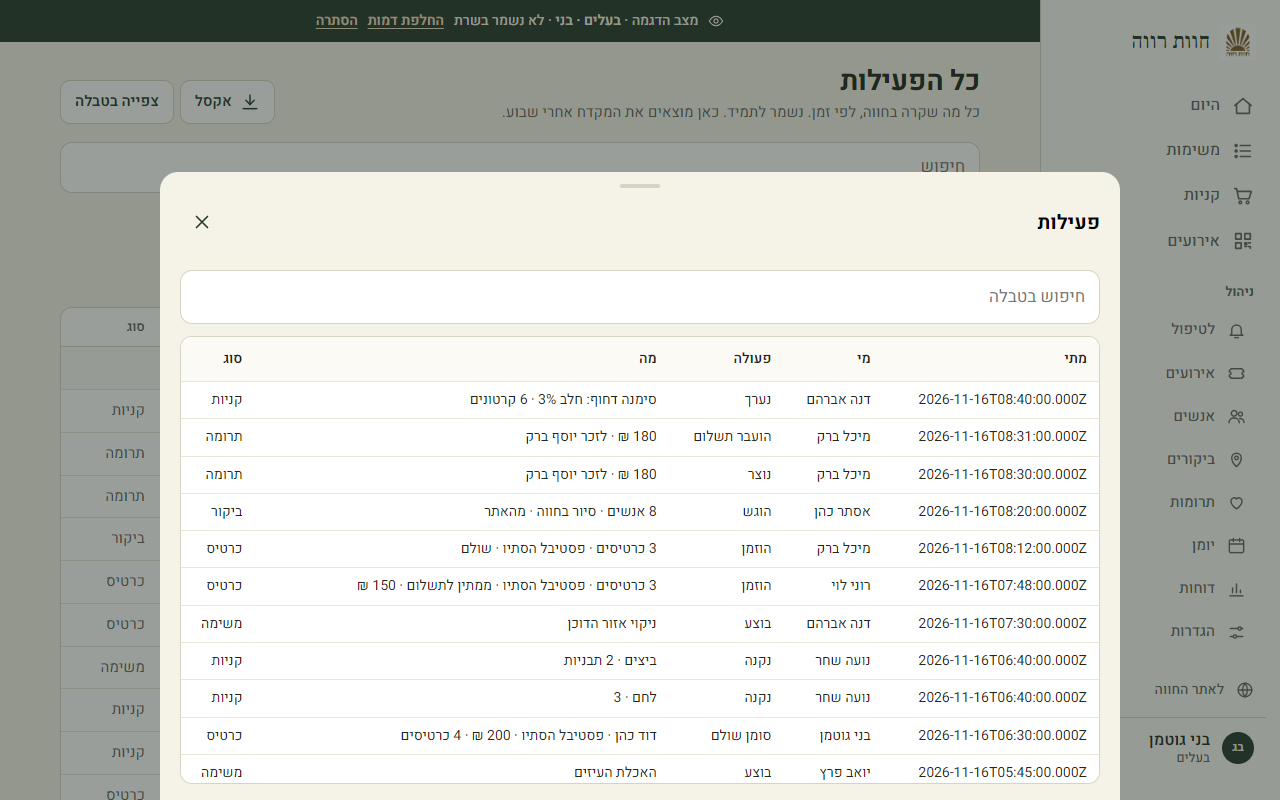 מצב הדגמה · בעלים · בני · לא נשמר בשרת החלפת דמות הסתרה
חוות רווה
היום
משימות
קניות
אירועים
ניהול
לטיפול
אירועים
אנשים
ביקורים
תרומות
יומן
דוחות
הגדרות
לאתר החווה
בג
בני גוטמן
בעלים
כל הפעילות
כל מה שקרה בחווה, לפי זמן. נשמר לתמיד. כאן מוצאים את המקדח אחרי שבוע.
אקסל
צפייה בטבלה
חיפוש
סוג
קניות
תרומה
תרומה
ביקור
כרטיס
כרטיס
משימה
קניות
קניות
כרטיס
פעילות
חיפוש בטבלה
מתי מי פעולה מה סוג
2026-11-16T08:40:00.000Z דנה אברהם נערך סימנה דחוף: חלב 3% · 6 קרטונים קניות
2026-11-16T08:31:00.000Z מיכל ברק הועבר תשלום 180 ₪ · לזכר יוסף ברק תרומה
2026-11-16T08:30:00.000Z מיכל ברק נוצר 180 ₪ · לזכר יוסף ברק תרומה
2026-11-16T08:20:00.000Z אסתר כהן הוגש 8 אנשים · סיור בחווה · מהאתר ביקור
2026-11-16T08:12:00.000Z מיכל ברק הוזמן 3 כרטיסים · פסטיבל הסתיו · שולם כרטיס
2026-11-16T07:48:00.000Z רוני לוי הוזמן 3 כרטיסים · פסטיבל הסתיו · ממתין לתשלום · 150 ₪ כרטיס
2026-11-16T07:30:00.000Z דנה אברהם בוצע ניקוי אזור הדוכן משימה
2026-11-16T06:40:00.000Z נועה שחר נקנה ביצים · 2 תבניות קניות
2026-11-16T06:40:00.000Z נועה שחר נקנה לחם · 3 קניות
2026-11-16T06:30:00.000Z בני גוטמן סומן שולם דוד כהן · פסטיבל הסתיו · 200 ₪ · 4 כרטיסים כרטיס
2026-11-16T05:45:00.000Z יואב פרץ בוצע האכלת העיזים משימה